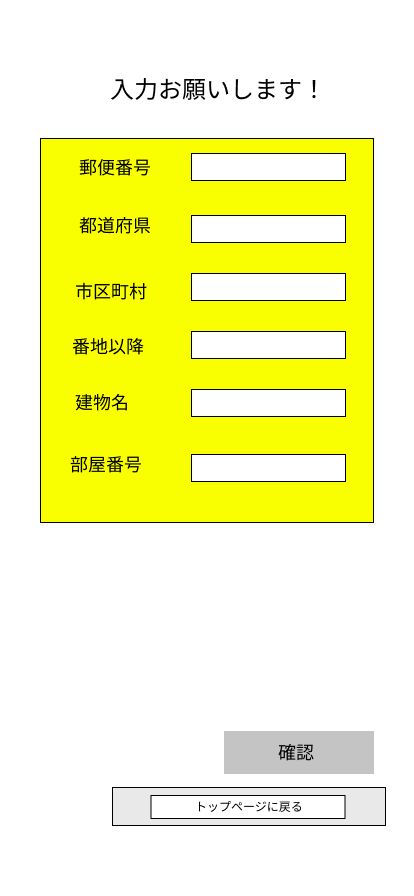 入力お願いします！
郵便番号
都道府県
市区町村
番地以降
建物名
部屋番号
確認
トップページに戻る